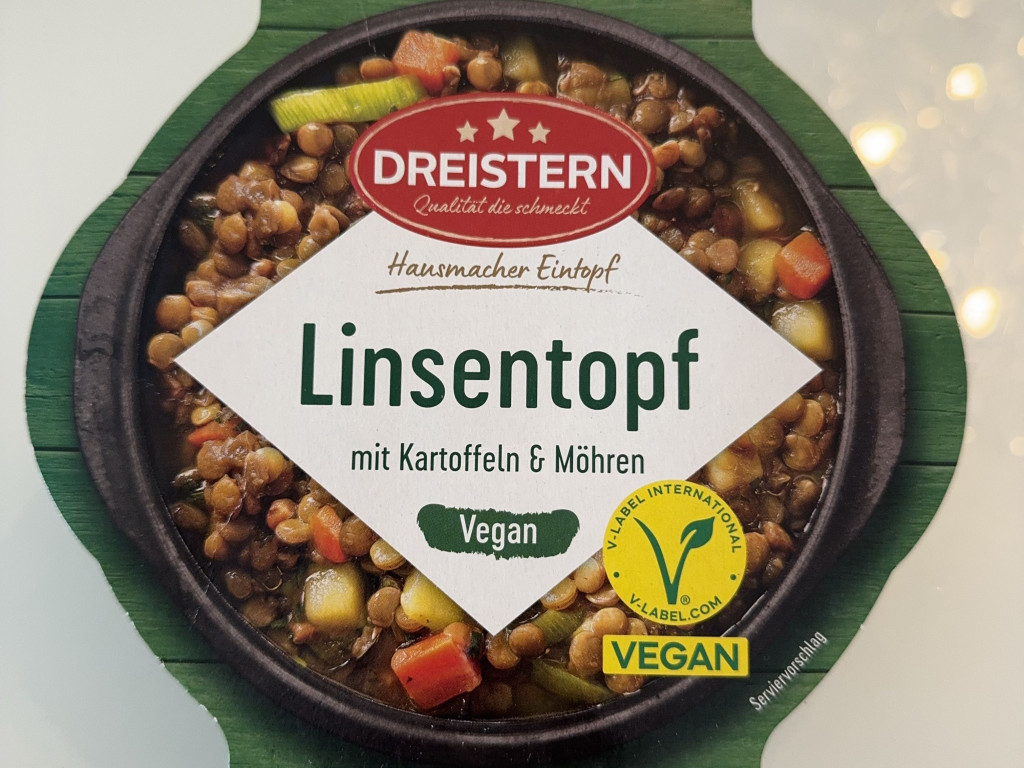 DREISTERN
Qualität die schmeckt
Hausmacher Eintopf
Linsentopf
mit Kartoffeln & Möhren
Vegan
V-LABEL INTERNATIONAL
®
V-LABEL.COM
VEGAN
Serviervorschlag